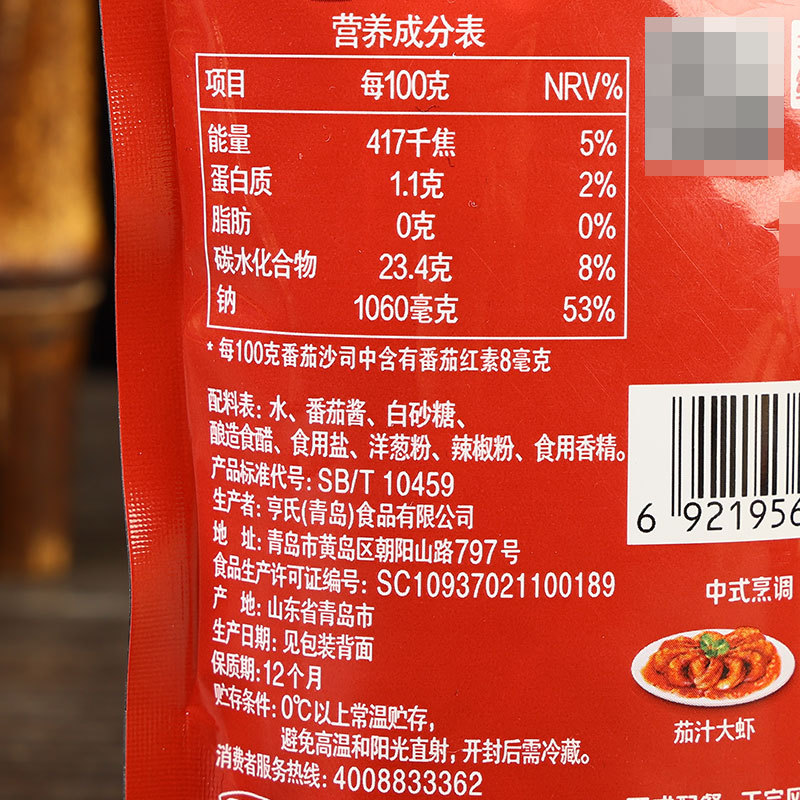 营养成分表
项目 每100克 NRV%
能量 417千焦 5%
蛋白质 1.1克 2%
脂肪 0克 0%
碳水化合物 23.4克 8%
钠 1060毫克 53%
* 每100克番茄沙司中含有番茄红素8毫克
配料表: 水、番茄酱、白砂糖、
酿造食醋、食用盐、洋葱粉、辣椒粉、食用香精。
产品标准代号: SB/T 10459
生产者: 亨氏(青岛)食品有限公司
地 址: 青岛市黄岛区朝阳山路797号
食品生产许可证编号: SC10937021100189
产 地: 山东省青岛市
生产日期: 见包装背面
保质期:12个月
贮存条件: 0℃以上常温贮存,
避免高温和阳光直射, 开封后需冷藏。
消费者服务热线: 4008833362
6 921956
中式烹调
茄汁大虾